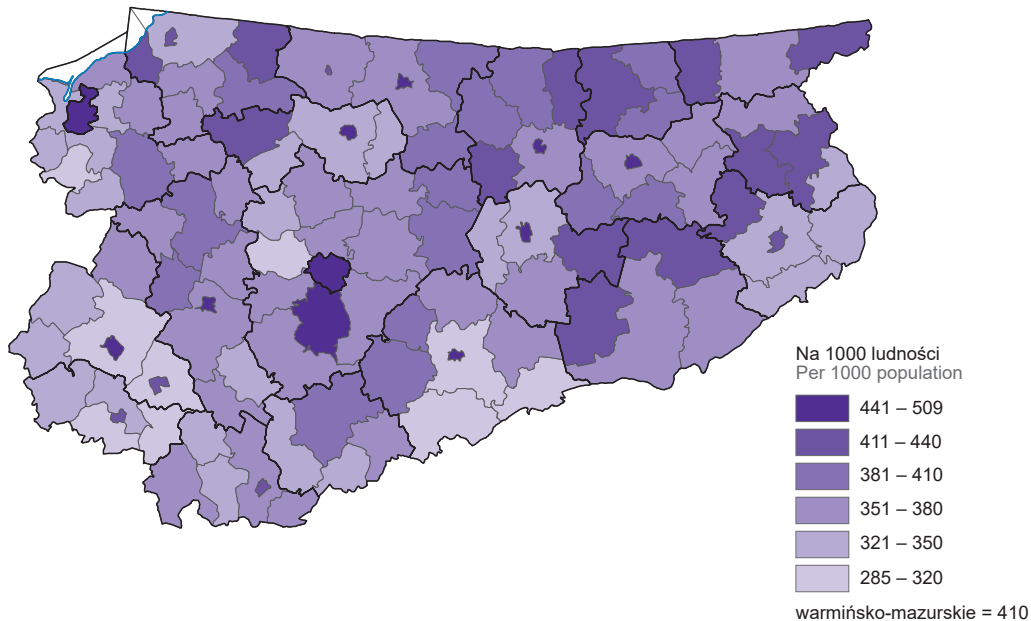 Na 1000 ludności
Per 1000 population
441 – 509
411 – 440
381 – 410
351 – 380
321 – 350
285 – 320
warmińsko-mazurskie = 410